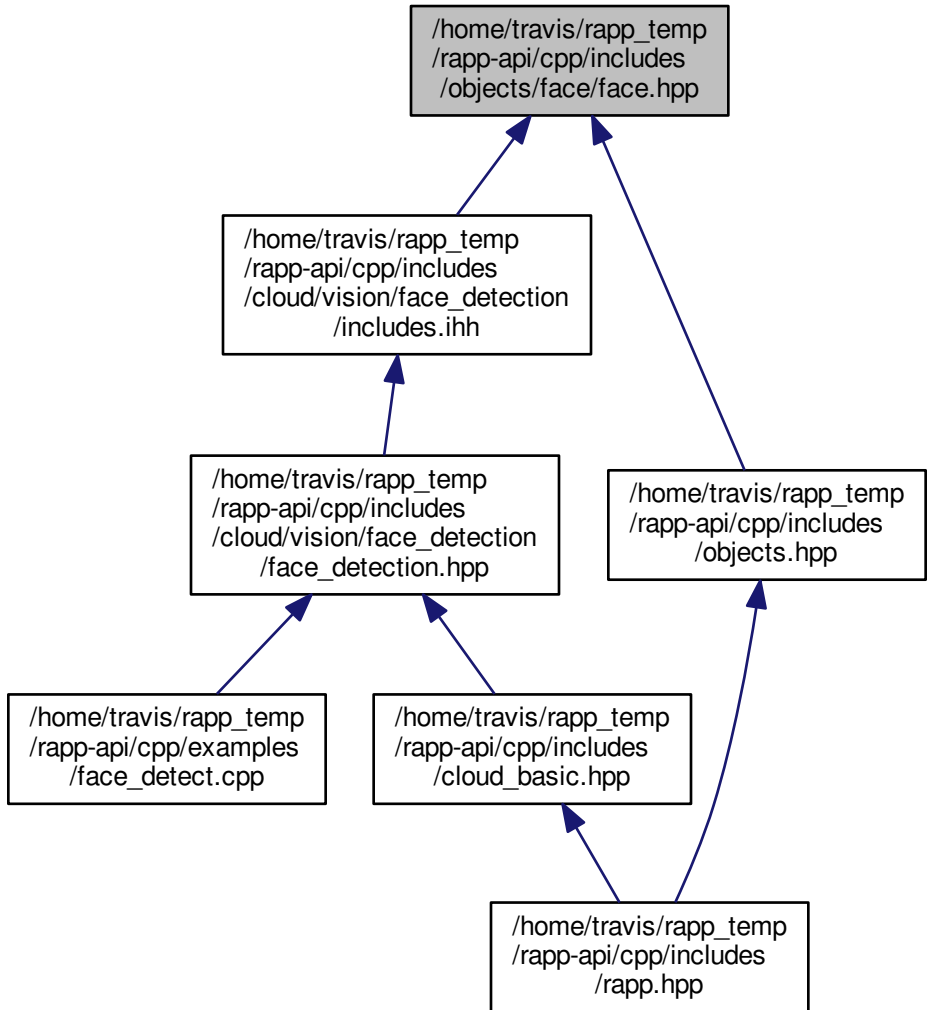 /home/travis/rapp_temp
/rapp-api/cpp/includes
/objects/face/face.hpp
/home/travis/rapp_temp
/rapp-api/cpp/includes
/cloud/vision/face_detection
/includes.ihh
/home/travis/rapp_temp
/rapp-api/cpp/includes
/cloud/vision/face_detection
/face_detection.hpp
/home/travis/rapp_temp
/rapp-api/cpp/includes
/objects.hpp
/home/travis/rapp_temp
/rapp-api/cpp/examples
/face_detect.cpp
/home/travis/rapp_temp
/rapp-api/cpp/includes
/cloud_basic.hpp
/home/travis/rapp_temp
/rapp-api/cpp/includes
/rapp.hpp